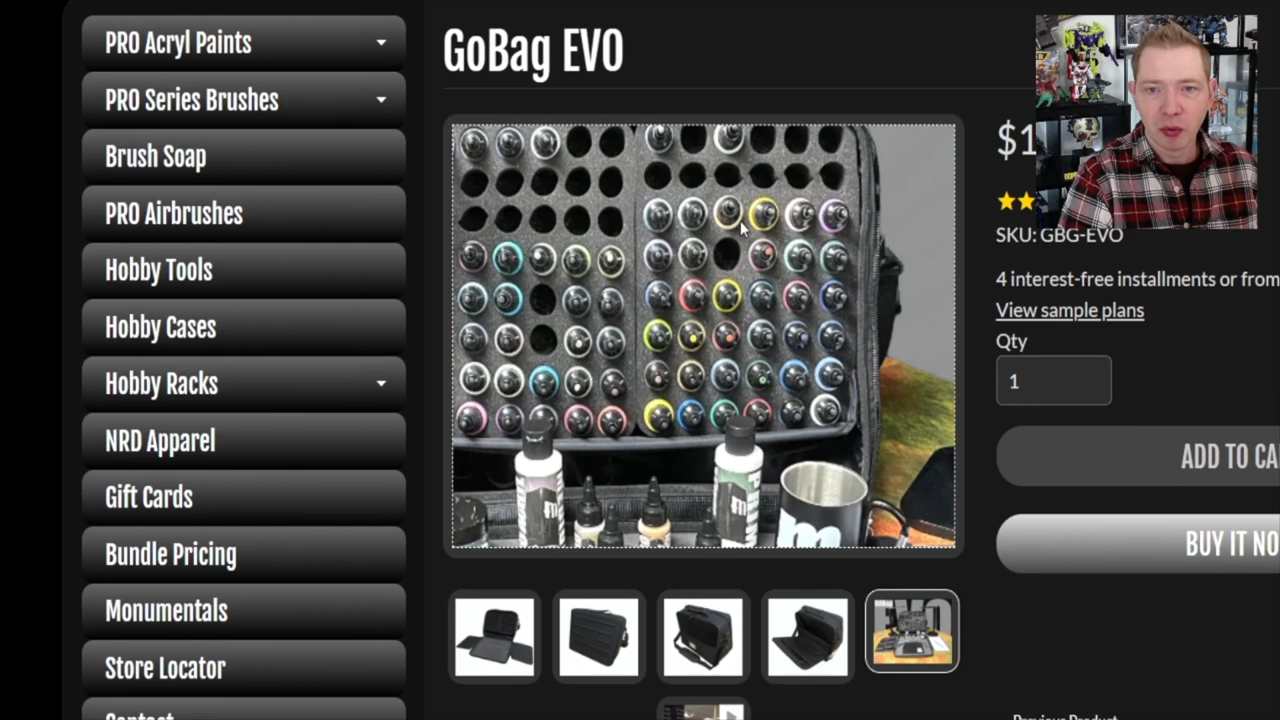 PRO Acryl Paints
PRO Series Brushes
Brush Soap
PRO Airbrushes
Hobby Tools
Hobby Cases
Hobby Racks
NRD Apparel
Gift Cards
Bundle Pricing
Monumentals
Store Locator
GoBag EVO
$1
SKU: GBG-EVO
4 interest-free installments or from
View sample plans
Qty
1
ADD TO CA
BUY IT NO
m